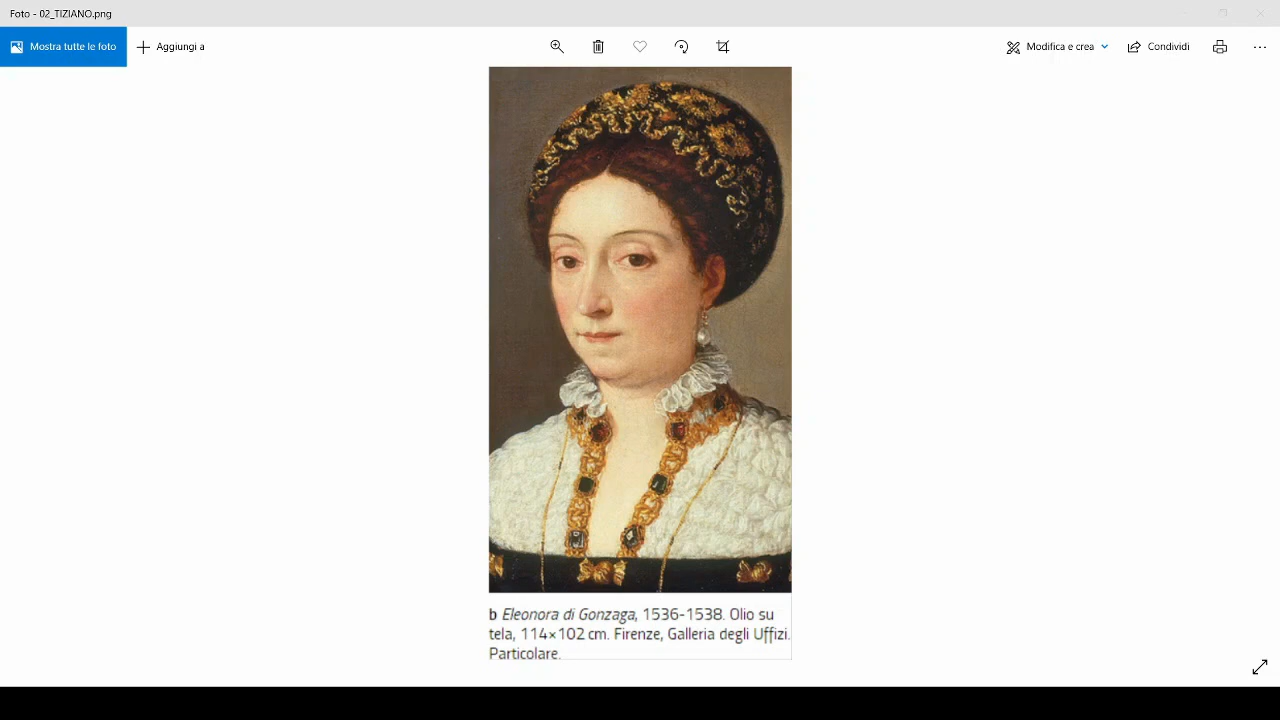 Foto - 02_TIZIANO.png
Mostra tutte le foto
Aggiungi a
Modifica e crea
Condividi
b Eleonora di Gonzaga, 1536-1538. Olio su
tela, 114×102 cm. Firenze, Galleria degli Uffizi.
Particolare.